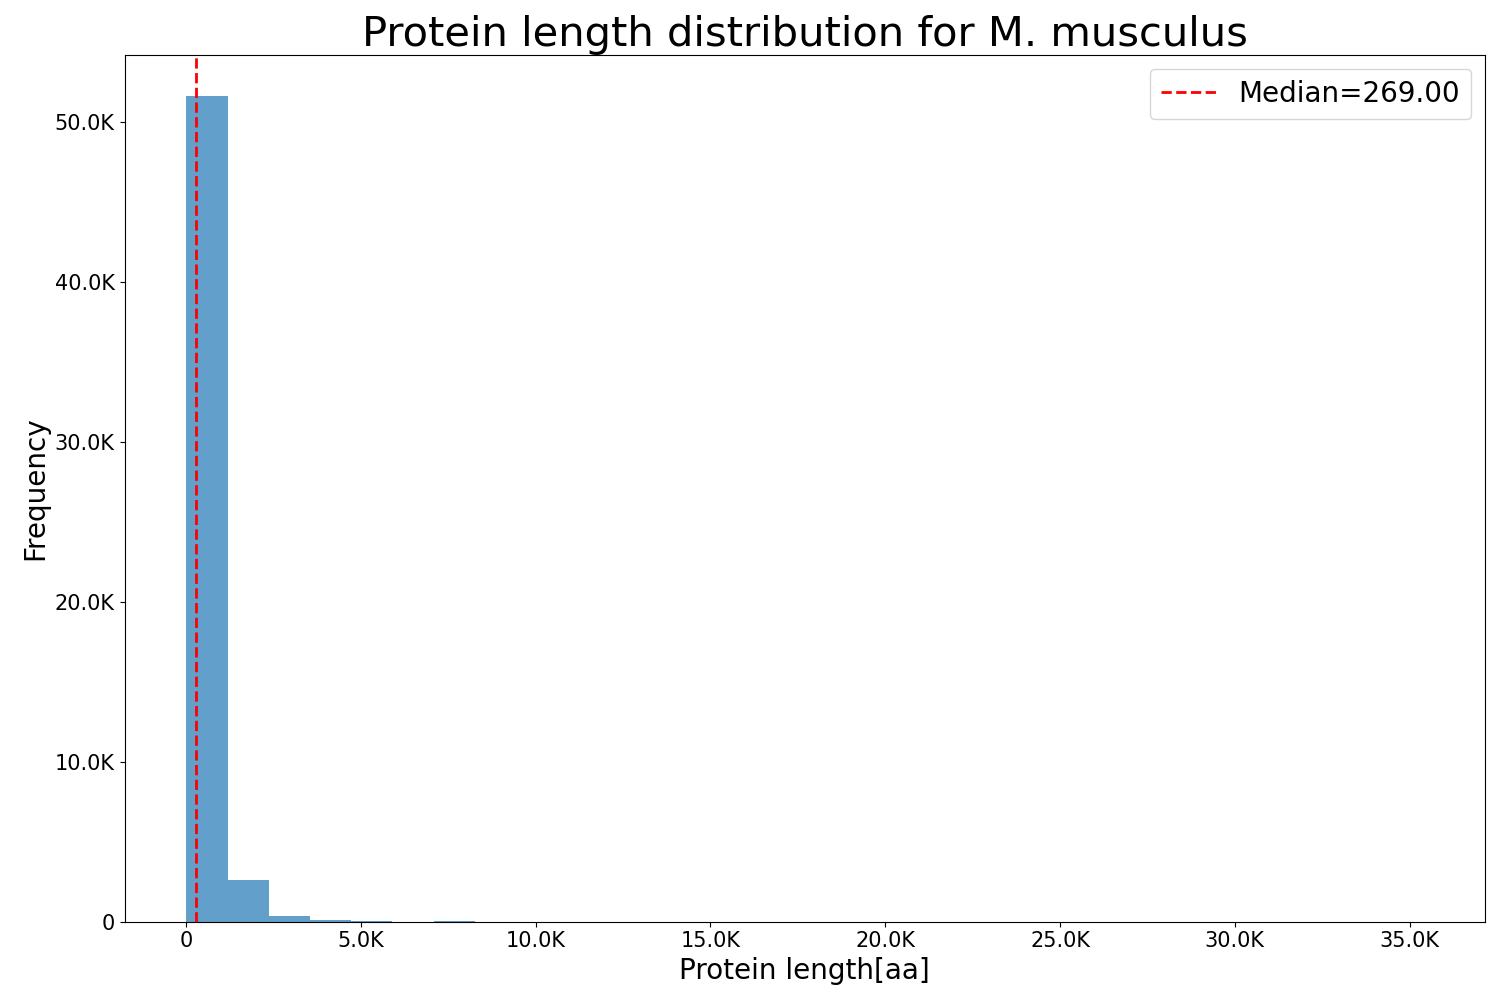 Protein length distribution for M. musculus
Median=269.00
Frequency
50.0K
40.0K
30.0K
20.0K
10.0K
0
0 5.0K 10.0K 15.0K 20.0K 25.0K 30.0K 35.0K
Protein length[aa]